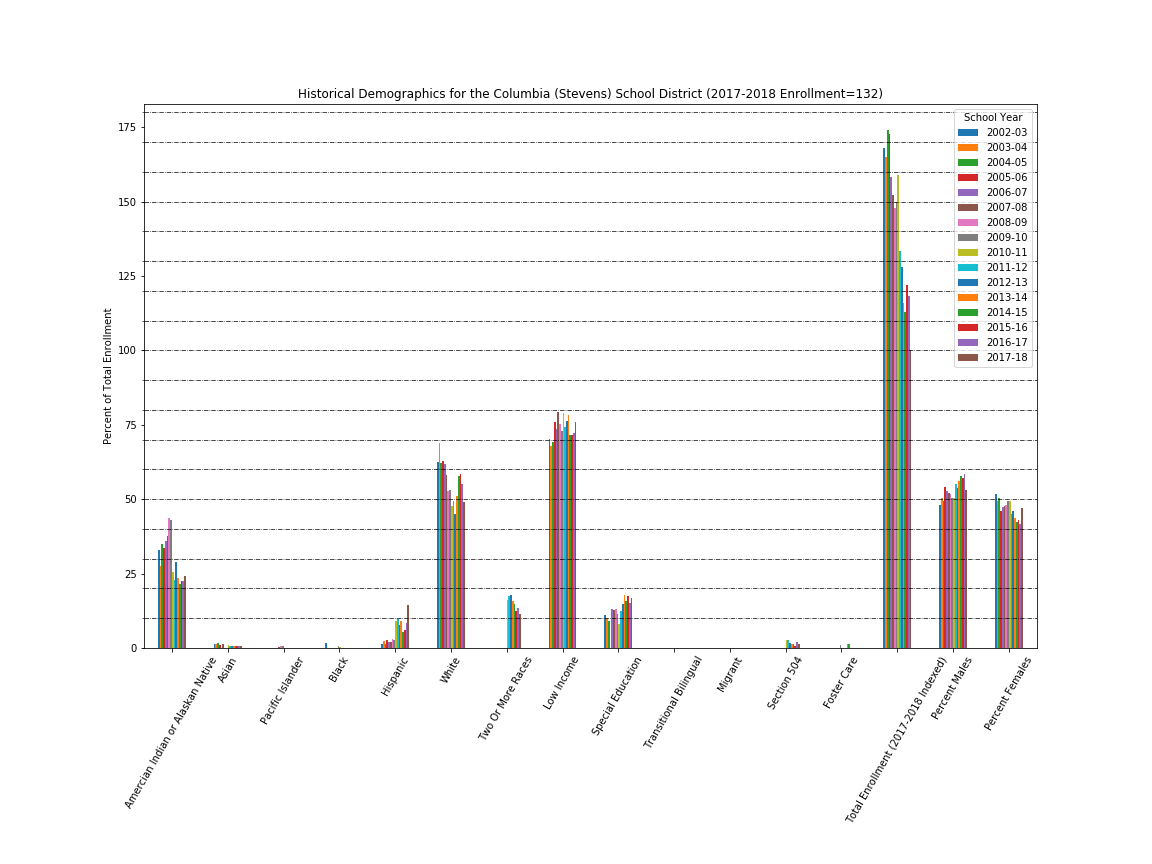 Historical Demographics for the Columbia (Stevens) School District (2017-2018 Enrollment=132)
Percent of Total Enrollment
175
150
125
100
75
50
25
0
School Year
2002-03
2003-04
2004-05
2005-06
2006-07
2007-08
2008-09
2009-10
2010-11
2011-12
2012-13
2013-14
2014-15
2015-16
2016-17
2017-18
Amercian Indian or Alaskan Native
Asian
Pacific Islander
Black
Hispanic
White
Two Or More Races
Low Income
Special Education
Transitional Bilingual
Migrant
Section 504
Foster Care
Total Enrollment (2017-2018 Indexed)
Percent Males
Percent Females